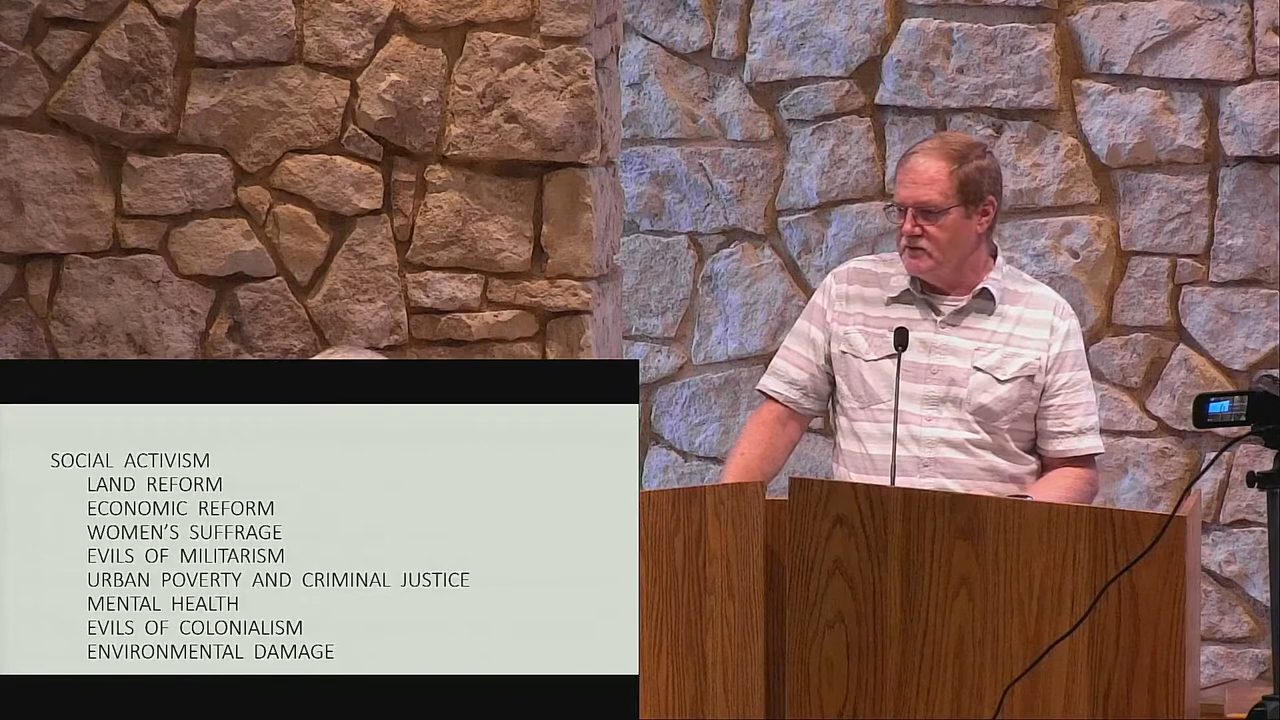 SOCIAL ACTIVISM
LAND REFORM
ECONOMIC REFORM
WOMEN'S SUFFRAGE
EVILS OF MILITARISM
URBAN POVERTY AND CRIMINAL JUSTICE
MENTAL HEALTH
EVILS OF COLONIALISM
ENVIRONMENTAL DAMAGE